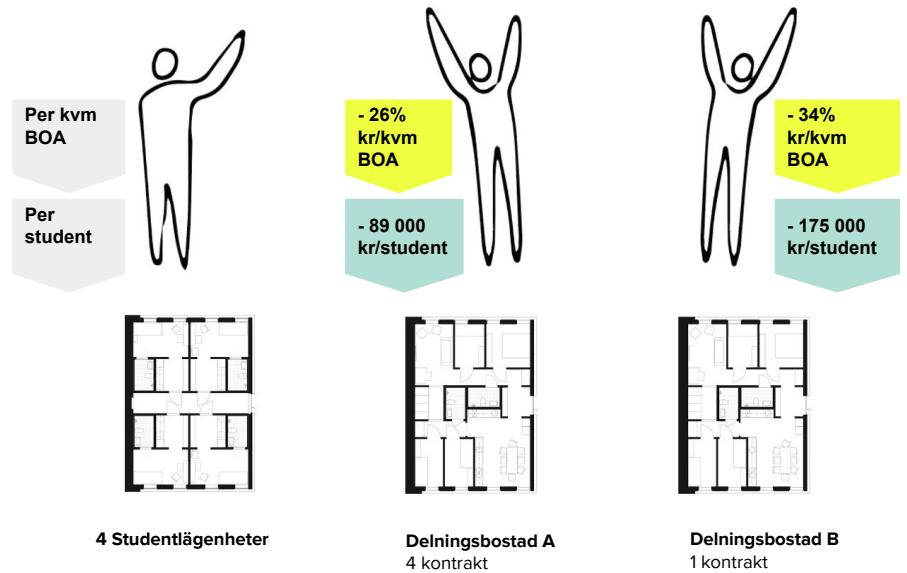 Per kvm
BOA
- 26%
kr/kvm
BOA
- 34%
kr/kvm
BOA
Per
student
- 89 000
kr/student
- 175 000
kr/student
4 Studentlägenheter
Delningsbostad A
4 kontrakt
Delningsbostad B
1 kontrakt